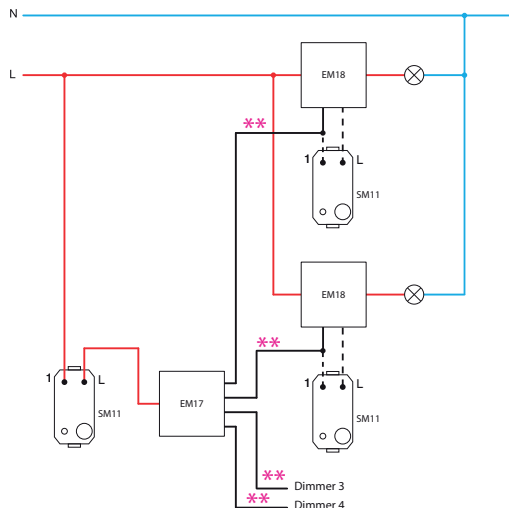 N
L
EM18
**
1 L
SM11
EM18
**
1 L
SM11
1 L
SM11
EM17
**
Dimmer 3
**
Dimmer 4